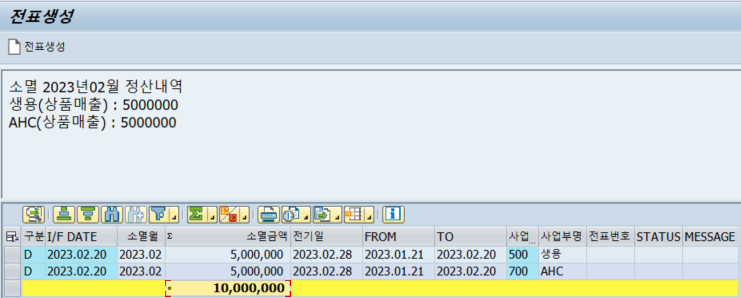 전표생성
전표생성
소멸 2023년02월 정산내역
생용(상품매출) : 5000000
AHC(상품매출) : 5000000
구분 I/F DATE 소멸월 Σ 소멸금액 전기일 FROM TO 사업... 사업부명 전표번호 STATUS MESSAGE
D 2023.02.20 2023.02 5,000,000 2023.02.28 2023.01.21 2023.02.20 500 생용
D 2023.02.20 2023.02 5,000,000 2023.02.28 2023.01.21 2023.02.20 700 AHC
10,000,000